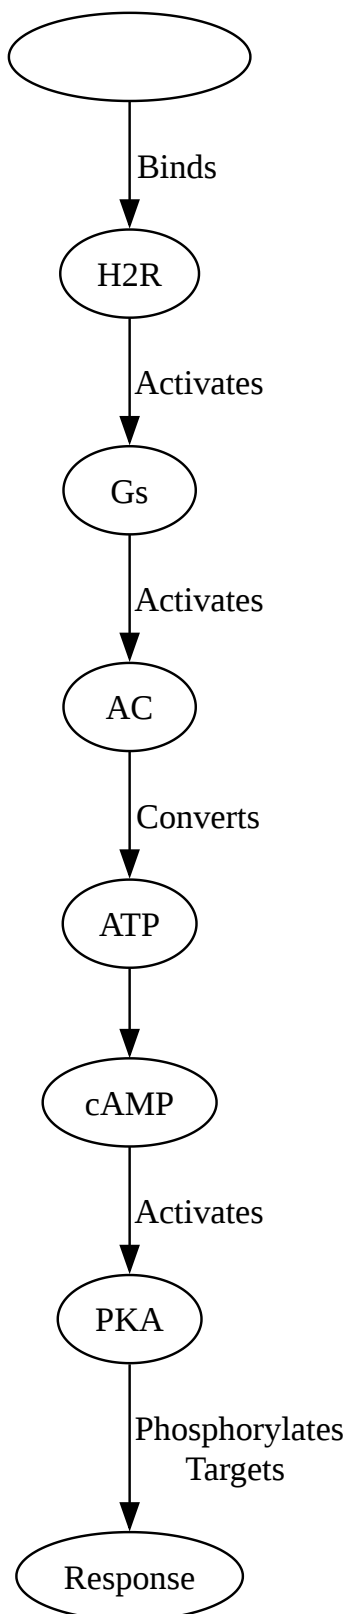 Binds
H2R
Activates
Gs
Activates
AC
Converts
ATP
cAMP
Activates
PKA
Phosphorylates
Targets
Response